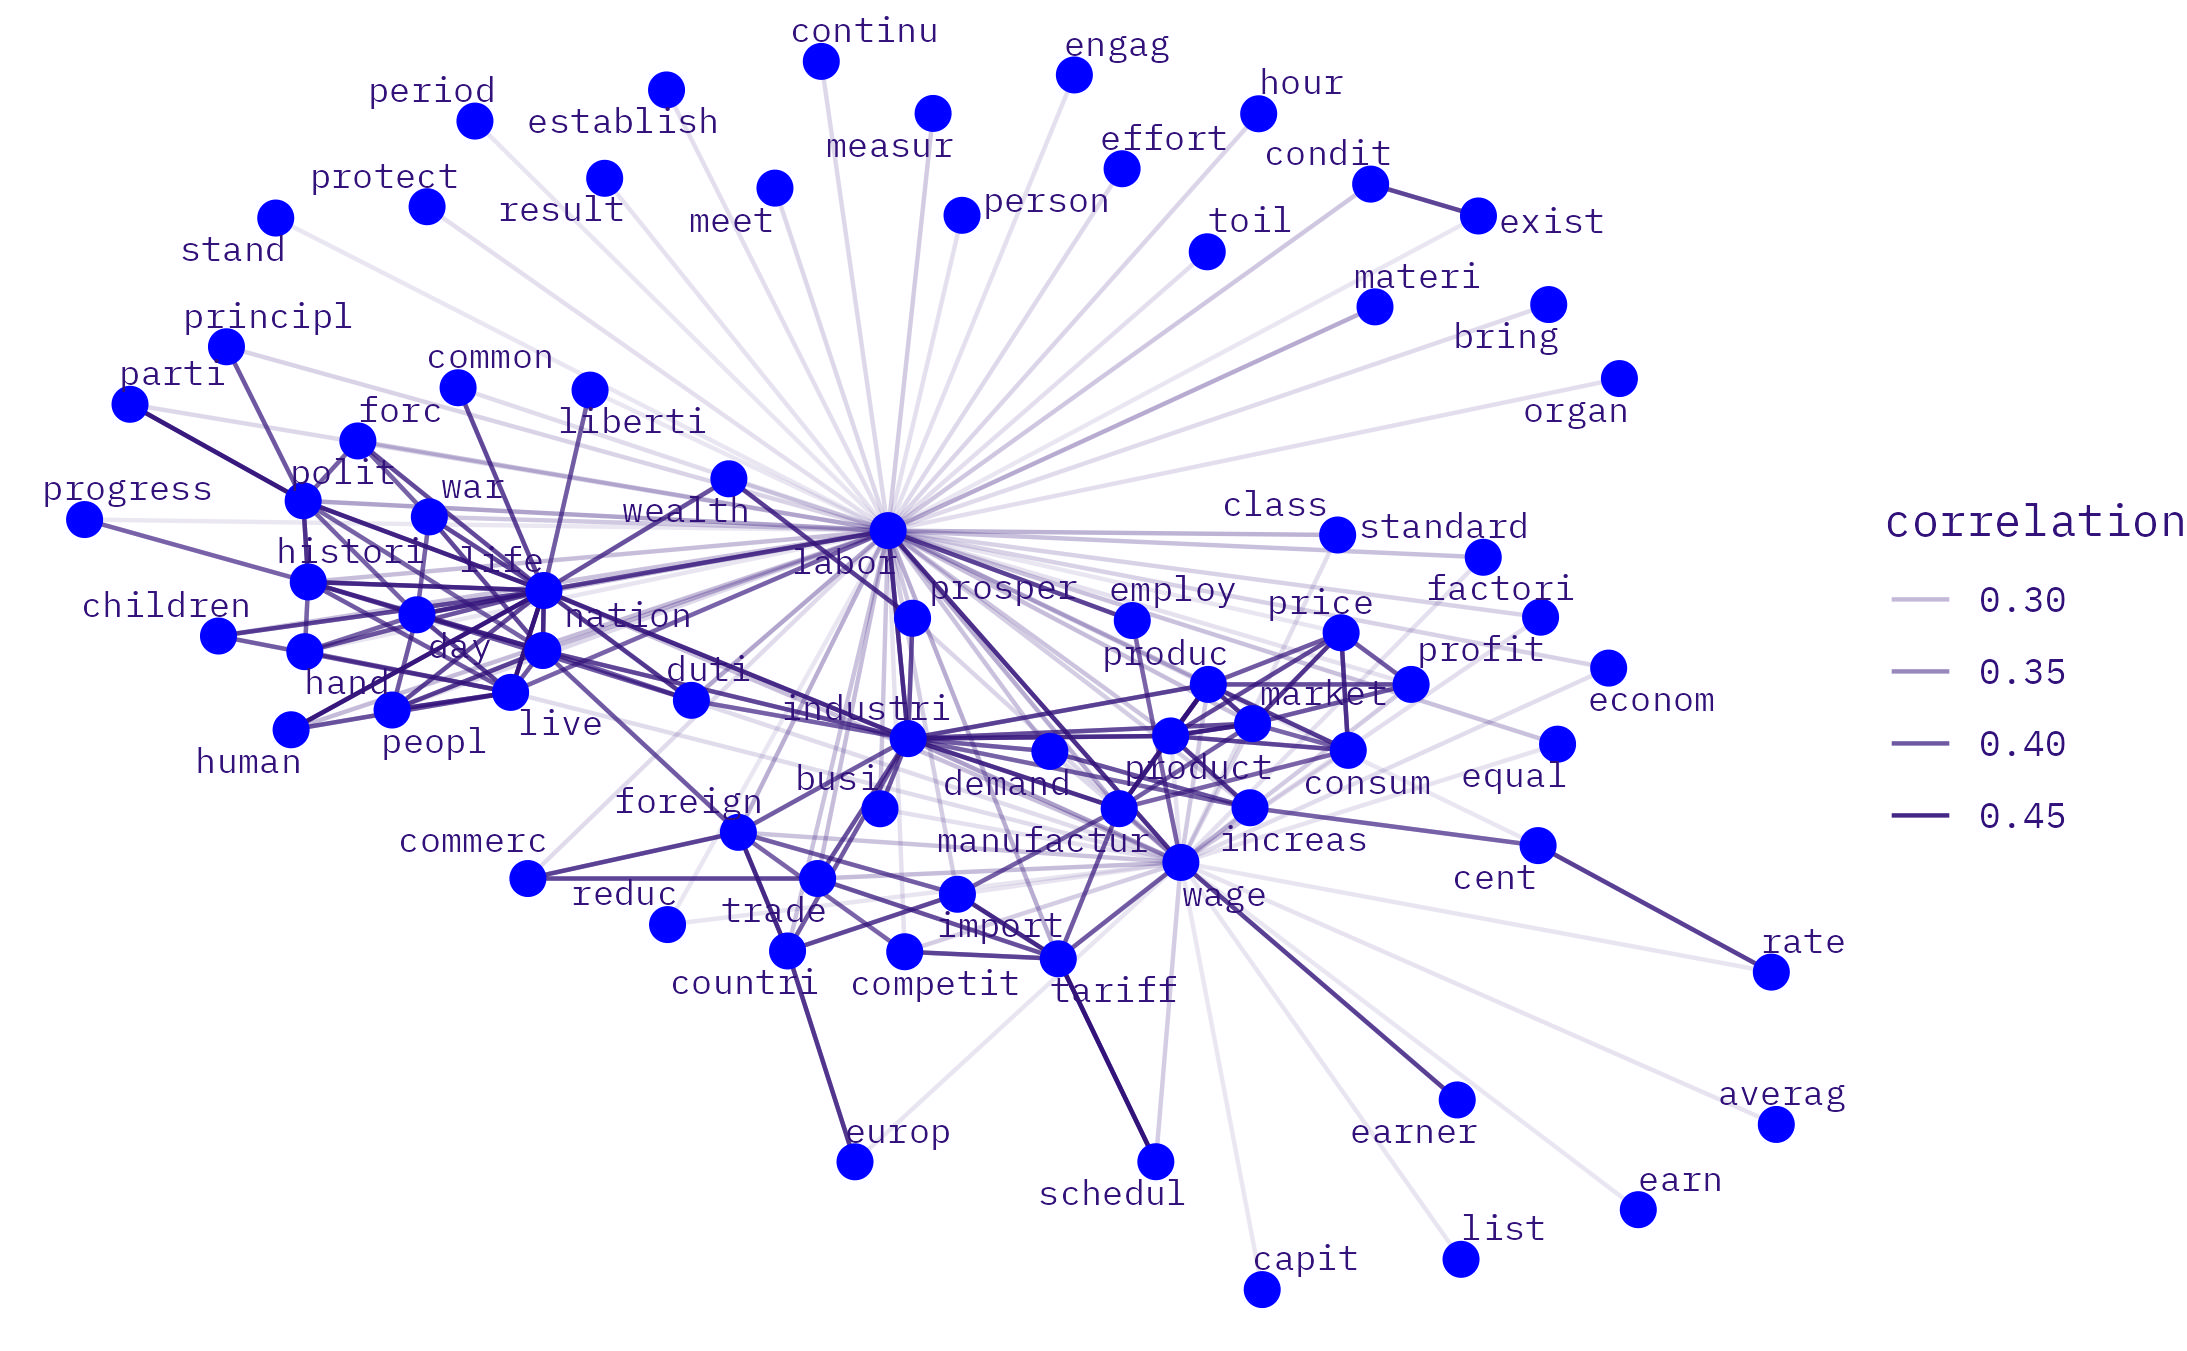 continu
engag
period
hour
establish
measur
effort
condit
protect
result
meet
person
toil
exist
stand
materi
principl
bring
parti
common
forc
liberti
organ
polit
war
progress
wealth
class
standard
histori
life
labor
children
prosper
employ
price
factori
nation
day
duti
produc
profit
hand
market
econom
human
peopl
live
industri
foreign
busi
demand
product
consum
equal
commerc
manufactur
increas
reduc
trade
wage
cent
import
countri
competit
tariff
rate
europ
schedul
earner
averag
earn
list
capit
correlation
0.30
0.35
0.40
0.45